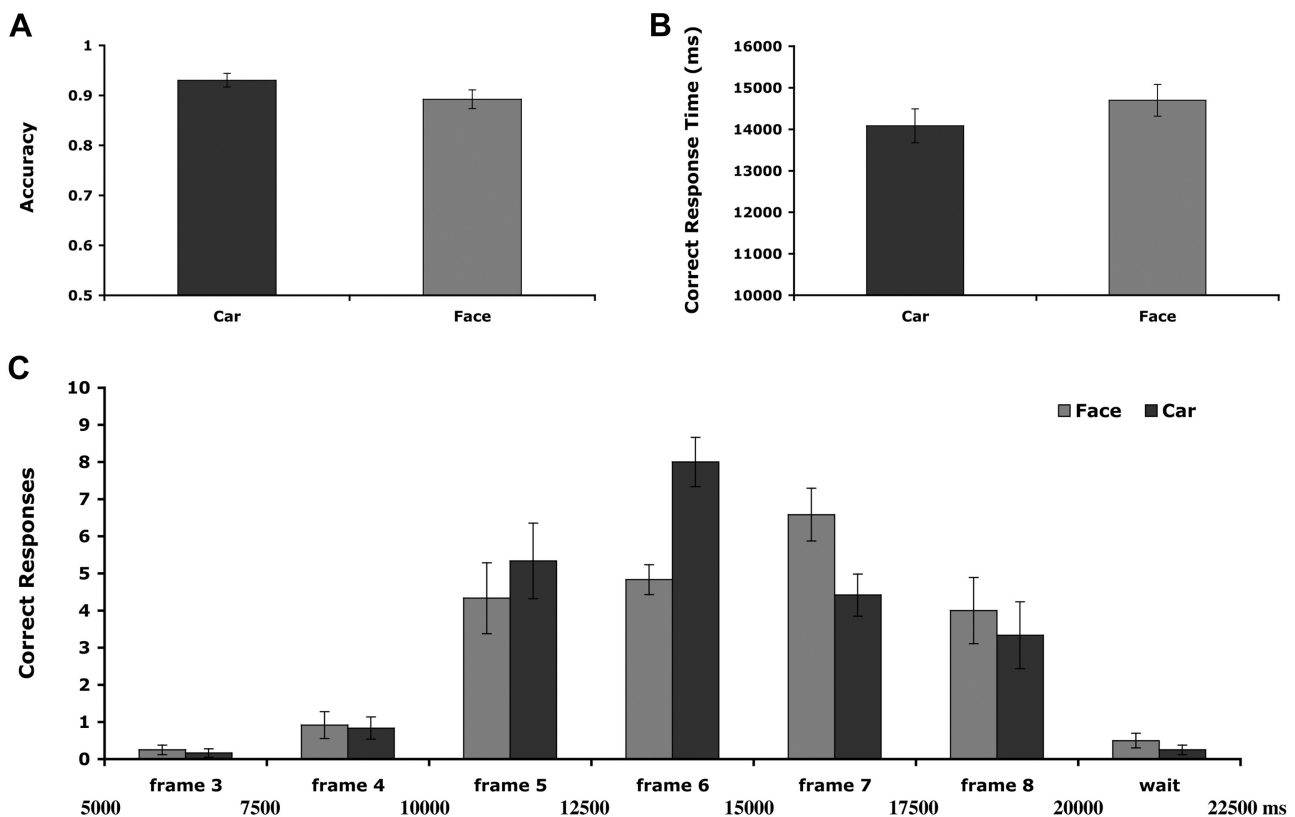 A
1
0.9
0.8
0.7
0.6
0.5
Accuracy
Car Face
B
16000
15000
14000
13000
12000
11000
10000
Correct Response Time (ms)
Car Face
C
10
9
8
7
6
5
4
3
2
1
0
Correct Responses
Face Car
frame 3 frame 4 frame 5 frame 6 frame 7 frame 8 wait
5000 7500 10000 12500 15000 17500 20000 22500 ms